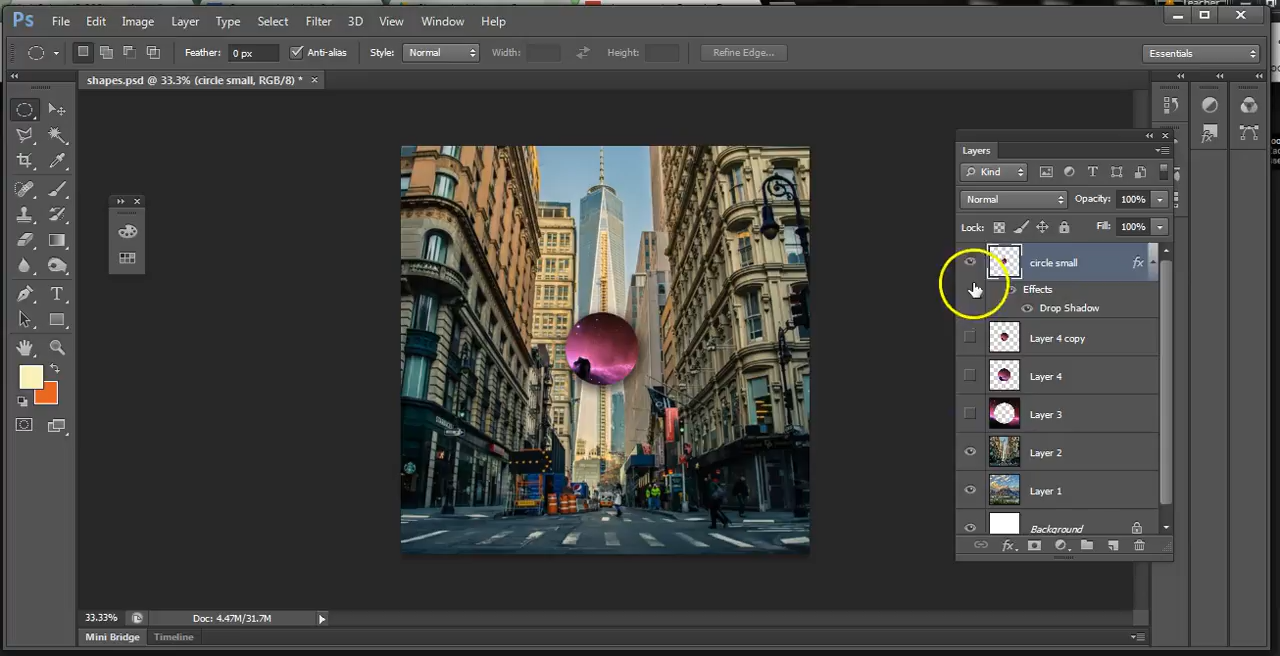 Ps File Edit Image Layer Type Select Filter 3D View Window Help
Feather: 0 px Anti-alias Style: Normal Width: Height: Refine Edge... Essentials
shapes.psd @ 33.3% (circle small, RGB/8) *
Layers
Kind
Normal Opacity: 100%
Lock: Fill: 100%
circle small fx
Effects
Drop Shadow
Layer 4 copy
Layer 4
Layer 3
Layer 2
Layer 1
Background
fx
33.33% Doc: 4.47M/31.7M
Mini Bridge Timeline